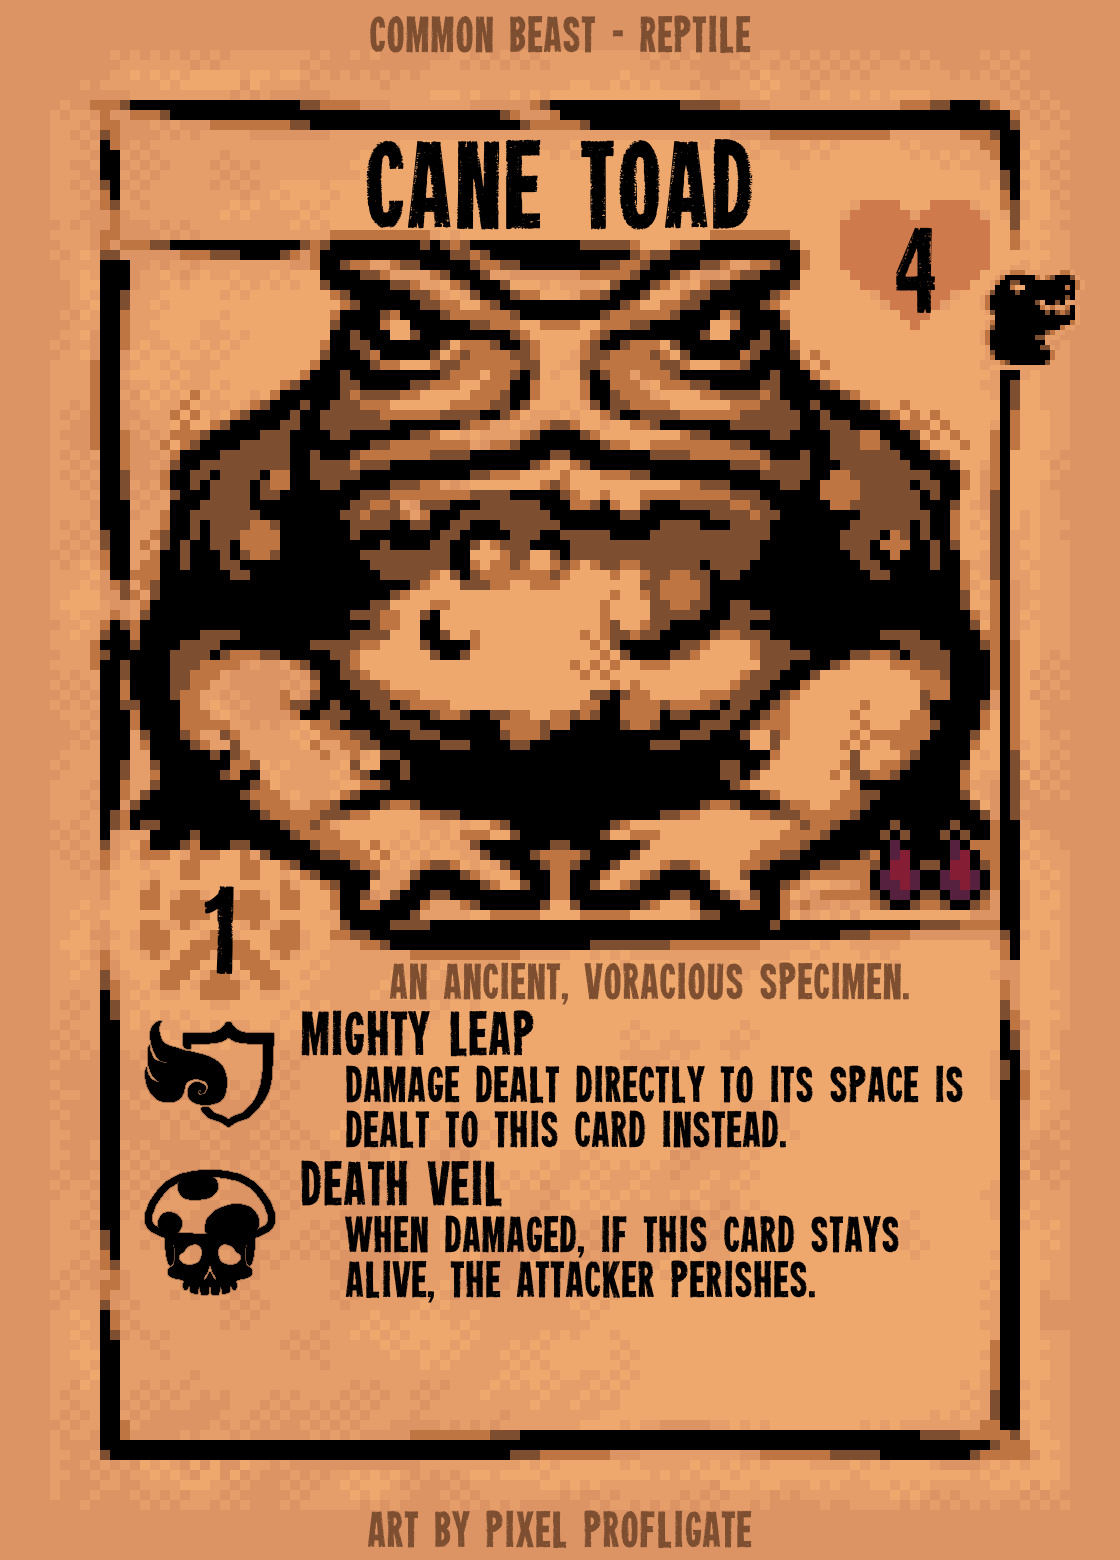 COMMON BEAST - REPTILE
CANE TOAD
4
1
AN ANCIENT, VORACIOUS SPECIMEN.
MIGHTY LEAP
DAMAGE DEALT DIRECTLY TO ITS SPACE IS
DEALT TO THIS CARD INSTEAD.
DEATH VEIL
WHEN DAMAGED, IF THIS CARD STAYS
ALIVE, THE ATTACKER PERISHES.
ART BY PIXEL PROFLIGATE